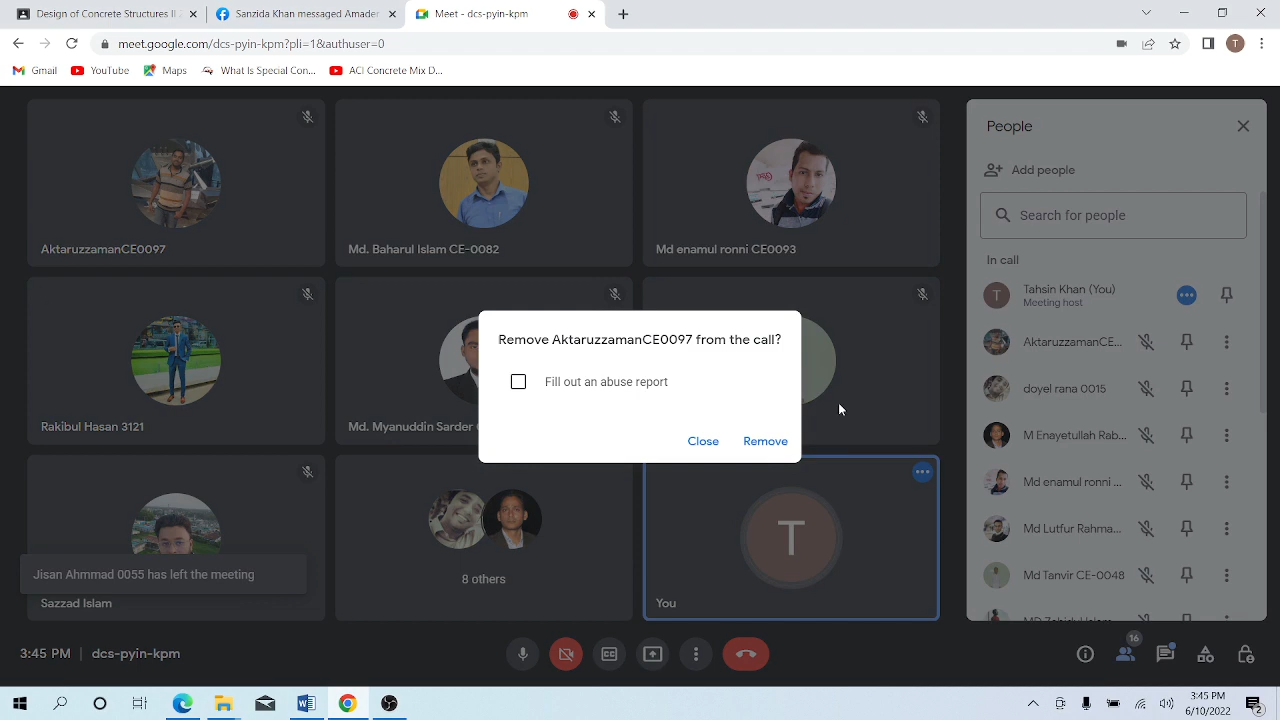 Design of Concrete Structures II
Sanzida Khan messaged Amader
Meet - dcs-pyin-kpm
meet.google.com/dcs-pyin-kpm?pli=1&authuser=0
T
Gmail
YouTube
Maps
What Is Special Con...
ACI Concrete Mix D...
AktaruzzamanCE0097
Md. Baharul Islam CE-0082
Md enamul ronni CE0093
Rakibul Hasan 3121
Md. Myanuddin Sarder
Sazzad Islam
8 others
T
You
Jisan Ahmmad 0055 has left the meeting
Remove AktaruzzamanCE0097 from the call?
Fill out an abuse report
Close
Remove
People
Add people
Search for people
In call
T
Tahsin Khan (You)
Meeting host
AktaruzzamanCE...
doyel rana 0015
M Enayetullah Rab...
Md enamul ronni ...
Md Lutfur Rahma...
Md Tanvir CE-0048
3:45 PM | dcs-pyin-kpm
CC
16
3:45 PM
6/10/2022
2